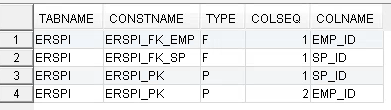 TABNAME CONSTNAME TYPE COLSEQ COLNAME
1 ERSPI ERSPI_FK_EMP F 1 EMP_ID
2 ERSPI ERSPI_FK_SP F 1 SP_ID
3 ERSPI ERSPI_PK P 1 SP_ID
4 ERSPI ERSPI_PK P 2 EMP_ID